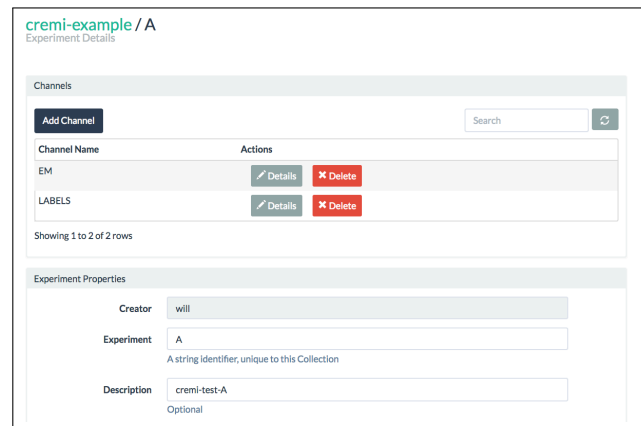 cremi-example / A
Experiment Details
Channels
Add Channel
Search
Channel Name Actions
EM Details Delete
LABELS Details Delete
Showing 1 to 2 of 2 rows
Experiment Properties
Creator will
Experiment A
A string identifier, unique to this Collection
Description cremi-test-A
Optional